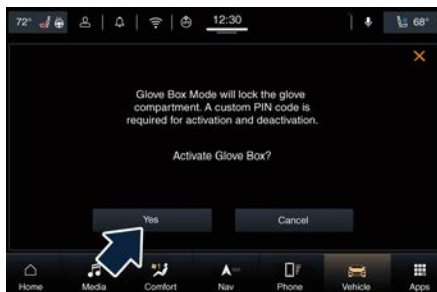 72° 12:30 68°
Glove Box Mode will lock the glove
compartment. A custom PIN code is
required for activation and deactivation.
Activate Glove Box?
Yes Cancel
Home Media Comfort Nav Phone Vehicle Apps